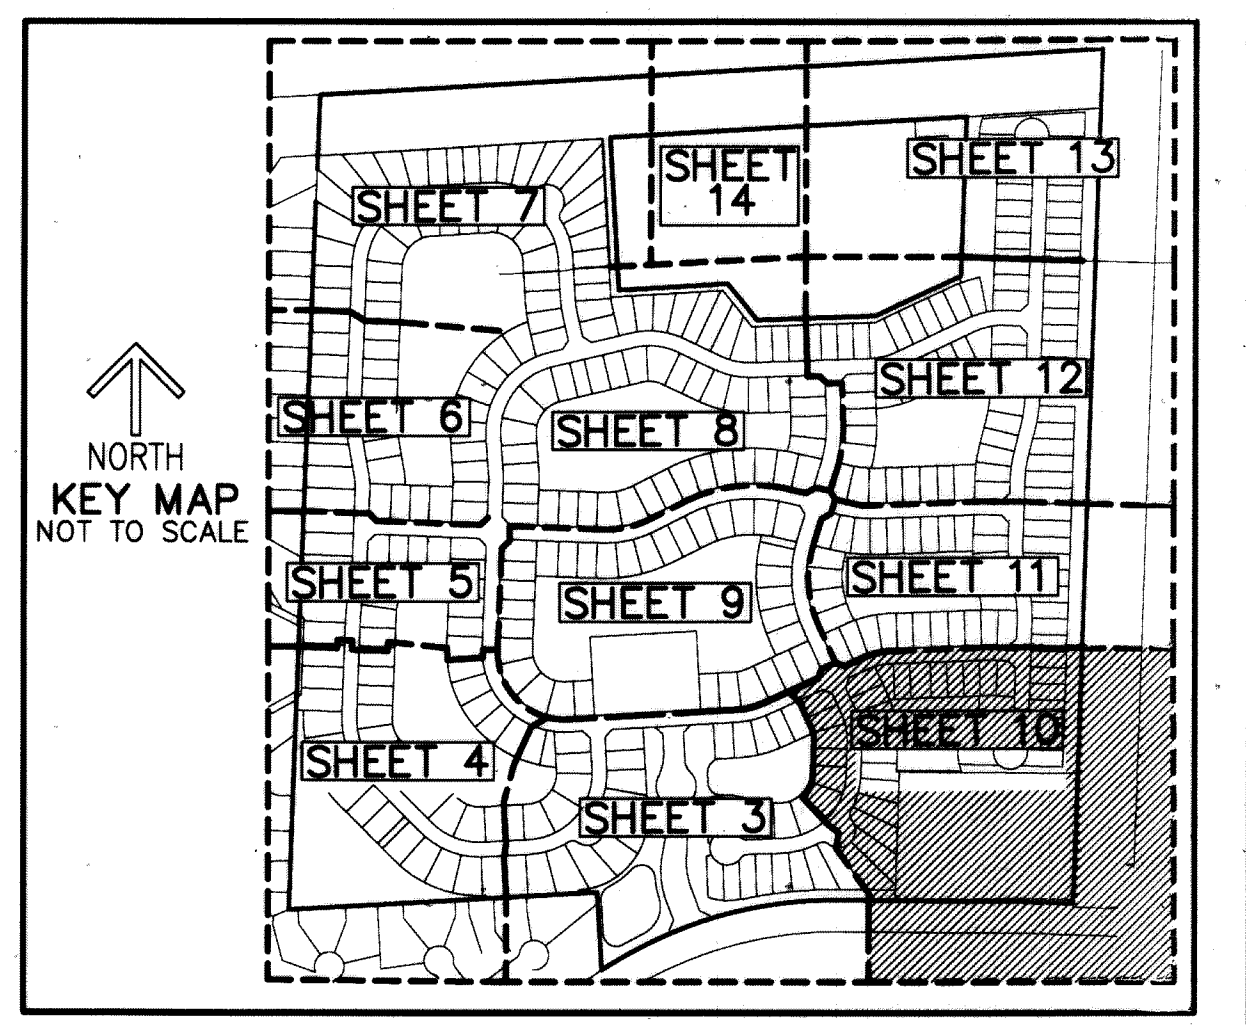 SHEET 13
SHEET
14
SHEET 7
SHEET 12
SHEET 6
SHEET 8
NORTH
KEY MAP
NOT TO SCALE
SHEET 5
SHEET 9
SHEET 11
SHEET 10
SHEET 4
SHEET 3